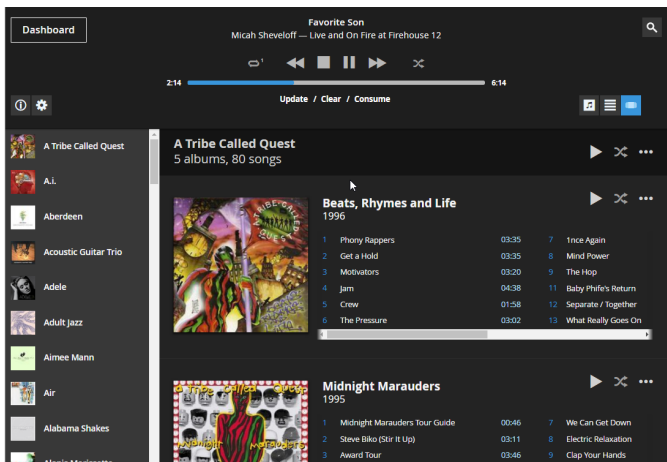 Dashboard
Favorite Son
Micah Sheveloff — Live and On Fire at Firehouse 12
1
2:14
6:14
Update / Clear / Consume
A Tribe Called Quest
A.i.
Aberdeen
Acoustic Guitar Trio
Adele
Adult Jazz
Aimee Mann
Air
Alabama Shakes
A Tribe Called Quest
5 albums, 80 songs
Beats, Rhymes and Life
1996
1 Phony Rappers 03:35 7 1nce Again
2 Get a Hold 03:35 8 Mind Power
3 Motivators 03:20 9 The Hop
4 Jam 04:38 11 Baby Phife's Return
5 Crew 01:58 12 Separate / Together
6 The Pressure 03:02 13 What Really Goes On
Midnight Marauders
1995
1 Midnight Marauders Tour Guide 00:46 7 We Can Get Down
2 Steve Biko (Stir It Up) 03:11 8 Electric Relaxation
3 Award Tour 03:46 9 Clap Your Hands